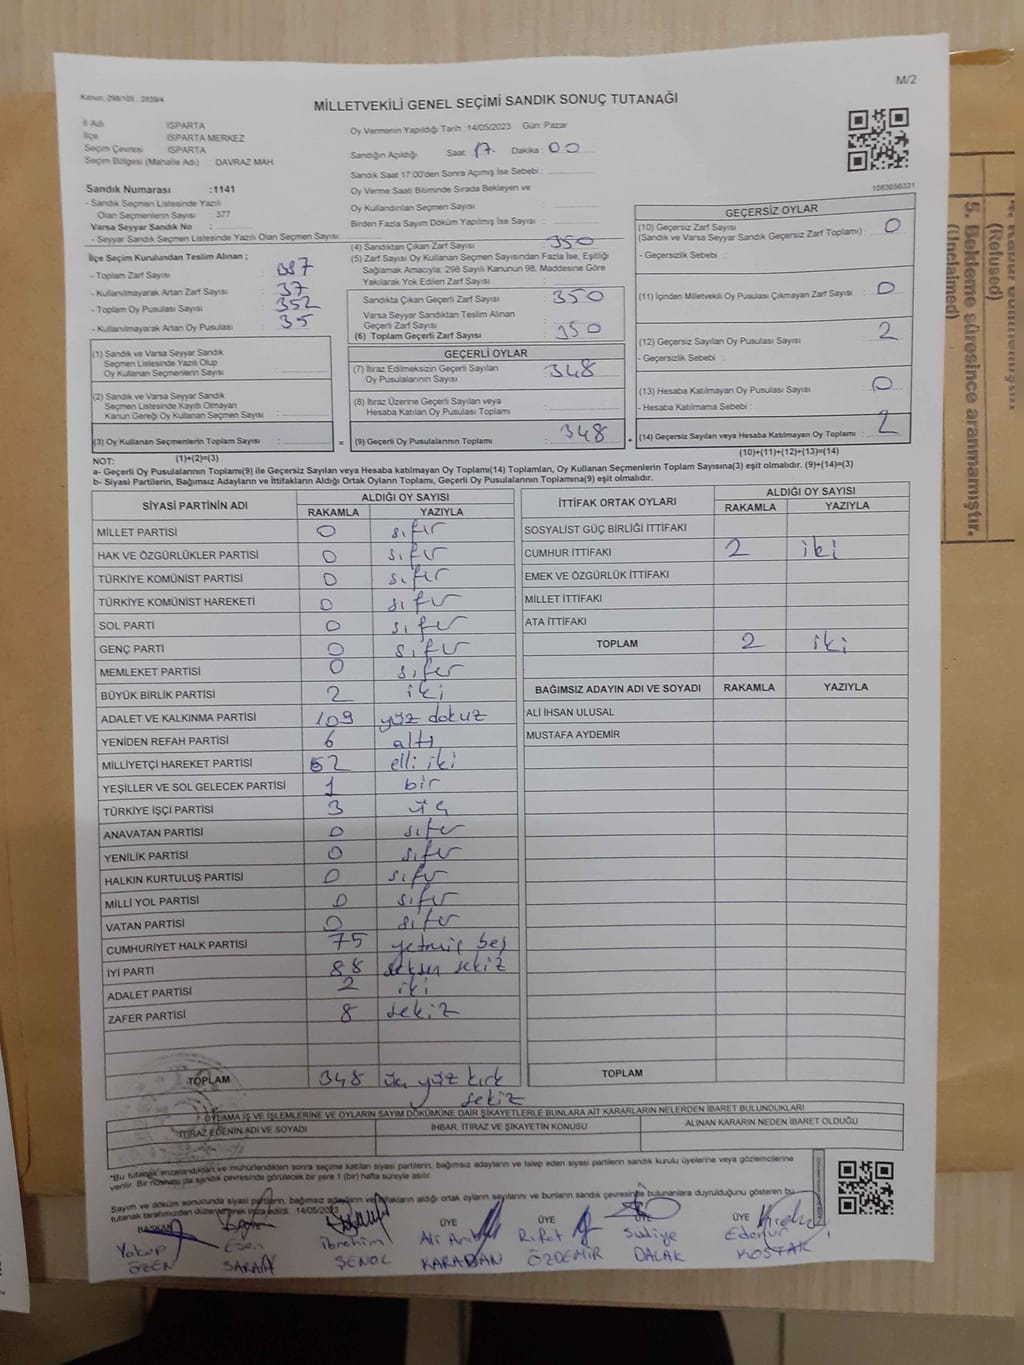 M/2
Kanun: 298/105 , 2839/4
MİLLETVEKİLİ GENEL SEÇİMİ SANDIK SONUÇ TUTANAĞI
İl Adı ISPARTA
İlçe ISPARTA MERKEZ
Seçim Çevresi ISPARTA
Seçim Bölgesi (Mahalle Adı) DAVRAZ MAH.
Oy Vermenin Yapıldığı Tarih :14/05/2023 Gün: Pazar
Sandığın Açıldığı Saat: 17 Dakika : 00
Sandık Saat 17:00'den Sonra Açımış İse Sebebi :
Oy Verme Saati Bitiminde Sırada Bekleyen ve
Oy Kullandırılan Seçmen Sayısı :
Birden Fazla Sayım Döküm Yapılmış İse Sayısı :
1083656331
Sandık Numarası :1141
- Sandık Seçmen Listesinde Yazılı
Olan Seçmenlerin Sayısı : 377
Varsa Seyyar Sandık No :
- Seyyar Sandık Seçmen Listesinde Yazılı Olan Seçmen Sayısı:
İlçe Seçim Kurulundan Teslim Alınan ;
- Toplam Zarf Sayısı : 387
- Kullanılmayarak Artan Zarf Sayısı : 37
- Toplam Oy Pusulası Sayısı : 352
- Kullanılmayarak Artan Oy Pusulası : 35
(1) Sandık ve Varsa Seyyar Sandık
Seçmen Listesinde Yazılı Olup
Oy Kullanan Seçmenlerin Sayısı :
(2) Sandık ve Varsa Seyyar Sandık
Seçmen Listesinde Kayıtlı Olmayan
Kanun Gereği Oy Kullanan Seçmen Sayısı :
(3) Oy Kullanan Seçmenlerin Toplam Sayısı : =
(1)+(2)=(3)
(4) Sandıktan Çıkan Zarf Sayısı : 350
(5) Zarf Sayısı Oy Kullanan Seçmen Sayısından Fazla İse, Eşitliği
Sağlamak Amacıyla; 298 Sayılı Kanunun 98. Maddesine Göre
Yakılarak Yok Edilen Zarf Sayısı :
Sandıkta Çıkan Geçerli Zarf Sayısı : 350
Varsa Seyyar Sandıktan Teslim Alınan
Geçerli Zarf Sayısı :
(6) Toplam Geçerli Zarf Sayısı : 350
GEÇERLİ OYLAR
(7) İtiraz Edilmeksizin Geçerli Sayılan
Oy Pusulalarının Sayısı : 348
(8) İtiraz Üzerine Geçerli Sayılan veya
Hesaba Katılan Oy Pusulası Toplamı :
(9) Geçerli Oy Pusulalarının Toplamı : 348 +
GEÇERSİZ OYLAR
(10) Geçersiz Zarf Sayısı : 0
(Sandık ve Varsa Seyyar Sandık Geçersiz Zarf Toplamı)
- Geçersizlik Sebebi :
(11) İçinden Milletvekili Oy Pusulası Çıkmayan Zarf Sayısı : 0
(12) Geçersiz Sayılan Oy Pusulası Sayısı : 2
- Geçersizlik Sebebi :
(13) Hesaba Katılmayan Oy Pusulası Sayısı : 0
- Hesaba Katılmama Sebebi :
(14) Geçersiz Sayılan veya Hesaba Katılmayan Oy Toplamı : 2
(10)+(11)+(12)+(13)=(14)
NOT:
a- Geçerli Oy Pusulalarının Toplamı(9) ile Geçersiz Sayılan veya Hesaba katılmayan Oy Toplamı(14) Toplamları, Oy Kullanan Seçmenlerin Toplam Sayısına(3) eşit olmalıdır. (9)+(14)=(3)
b- Siyasi Partilerin, Bağımsız Adayların ve İttifakların Aldığı Ortak Oyların Toplamı, Geçerli Oy Pusulalarının Toplamına(9) eşit olmalıdır.
SİYASİ PARTİNİN ADI ALDIĞI OY SAYISI
RAKAMLA YAZIYLA
MİLLET PARTİSİ 0 sıfır
HAK VE ÖZGÜRLÜKLER PARTİSİ 0 sıfır
TÜRKİYE KOMÜNİST PARTİSİ 0 sıfır
TÜRKİYE KOMÜNİST HAREKETİ 0 sıfır
SOL PARTİ 0 sıfır
GENÇ PARTİ 0 sıfır
MEMLEKET PARTİSİ 0 sıfır
BÜYÜK BİRLİK PARTİSİ 2 iki
ADALET VE KALKINMA PARTİSİ 109 yüz dokuz
YENİDEN REFAH PARTİSİ 6 altı
MİLLİYETÇİ HAREKET PARTİSİ 52 elli iki
YEŞİLLER VE SOL GELECEK PARTİSİ 1 bir
TÜRKİYE İŞÇİ PARTİSİ 3 üç
ANAVATAN PARTİSİ 0 sıfır
YENİLİK PARTİSİ 0 sıfır
HALKIN KURTULUŞ PARTİSİ 0 sıfır
MİLLİ YOL PARTİSİ 0 sıfır
VATAN PARTİSİ 0 sıfır
CUMHURİYET HALK PARTİSİ 75 yetmiş beş
İYİ PARTİ 88 seksen sekiz
ADALET PARTİSİ 2 iki
ZAFER PARTİSİ 8 sekiz
TOPLAM 348 üç yüz kırk
sekiz
İTTİFAK ORTAK OYLARI ALDIĞI OY SAYISI
RAKAMLA YAZIYLA
SOSYALİST GÜÇ BİRLİĞİ İTTİFAKI
CUMHUR İTTİFAKI 2 iki
EMEK VE ÖZGÜRLÜK İTTİFAKI
MİLLET İTTİFAKI
ATA İTTİFAKI
TOPLAM 2 iki
BAĞIMSIZ ADAYIN ADI VE SOYADI RAKAMLA YAZIYLA
ALİ İHSAN ULUSAL
MUSTAFA AYDEMİR
TOPLAM
OYLAMA İŞ VE İŞLEMLERİNE VE OYLARIN SAYIM DÖKÜMÜNE DAİR ŞİKAYETLERLE BUNLARA AİT KARARLARIN NELERDEN İBARET BULUNDUKLARI
İTİRAZ EDENİN ADI VE SOYADI İHBAR, İTİRAZ VE ŞİKAYETİN KONUSU ALINAN KARARIN NEDEN İBARET OLDUĞU
*Bu tutanak imzalandıktan ve mühürlendikten sonra seçime katılan siyasi partilerin, bağımsız adayların ve talep eden siyasi partilerin sandık kurulu üyelerine veya gözlemcilerine
verilir. Bir nüshası da sandık çevresinde görülecek bir yere 1 (bir) hafta süreyle asılır.
Sayım ve döküm sonucunda siyasi partilerin, bağımsız adayların ve ittifakların aldığı ortak oyların sayılarını ve bunların sandık çevresinde bulunanlara duyrulduğunu gösteren bu
tutanak tarafımızdan düzenlenerek imza edildi. 14/05/2023
BAŞKAN ÜYE ÜYE ÜYE ÜYE
Yakup Esen İbrahim Ali Arif Rıfat Suliye Edanur
ÖZEN ŞENOL KARAASLAN ÖZDEMİR DALAK KOSTAK
(Refused)
5. Bekleme süresince aranmamıştır.
(Unclaimed)